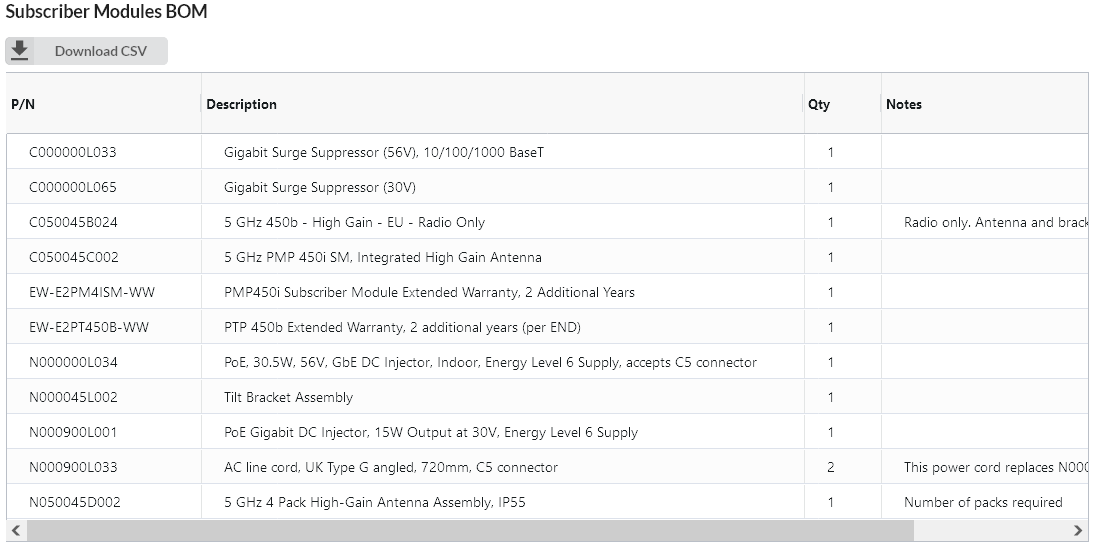 Subscriber Modules BOM
Download CSV
P/N Description Qty Notes
C000000L033 Gigabit Surge Suppressor (56V), 10/100/1000 BaseT 1
C000000L065 Gigabit Surge Suppressor (30V) 1
C050045B024 5 GHz 450b - High Gain - EU - Radio Only 1 Radio only. Antenna and brack
C050045C002 5 GHz PMP 450i SM, Integrated High Gain Antenna 1
EW-E2PM4ISM-WW PMP450i Subscriber Module Extended Warranty, 2 Additional Years 1
EW-E2PT450B-WW PTP 450b Extended Warranty, 2 additional years (per END) 1
N000000L034 PoE, 30.5W, 56V, GbE DC Injector, Indoor, Energy Level 6 Supply, accepts C5 connector 1
N000045L002 Tilt Bracket Assembly 1
N000900L001 PoE Gigabit DC Injector, 15W Output at 30V, Energy Level 6 Supply 1
N000900L033 AC line cord, UK Type G angled, 720mm, C5 connector 2 This power cord replaces N000
N050045D002 5 GHz 4 Pack High-Gain Antenna Assembly, IP55 1 Number of packs required